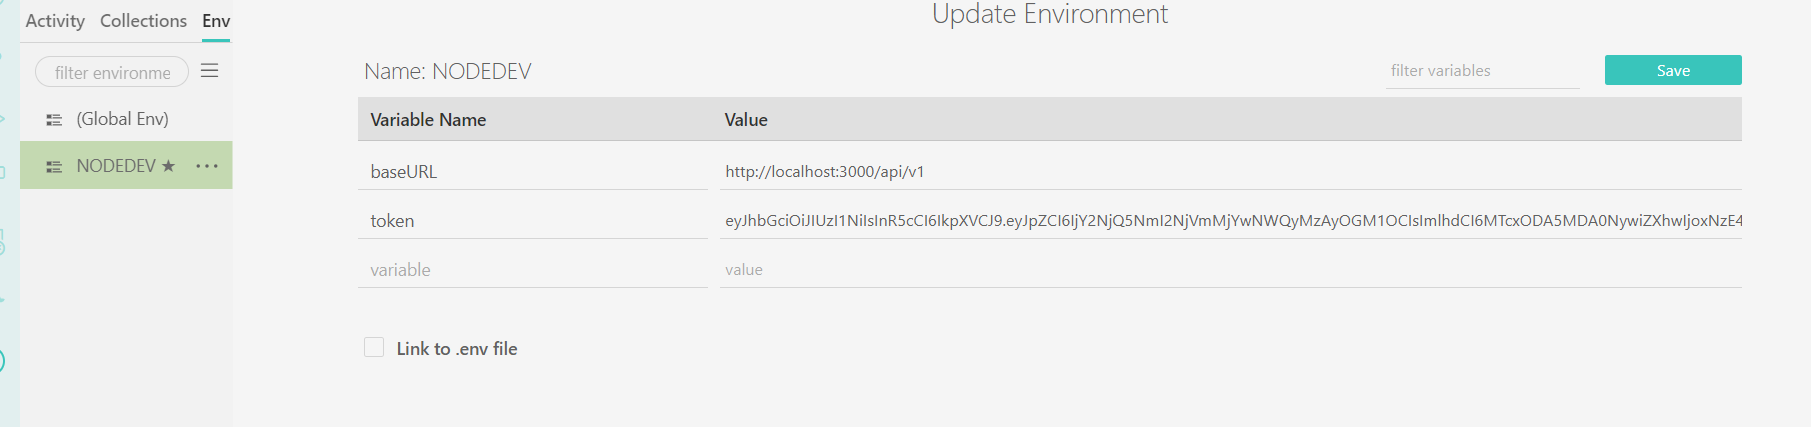 Activity Collections Env
Update Environment
filter environme
Name: NODEDEV
filter variables
Save
(Global Env)
Variable Name Value
NODEDEV ★ ...
baseURL http://localhost:3000/api/v1
token eyJhbGciOiJIUzI1NiIsInR5cCI6IkpXVCJ9.eyJpZCI6IjY2NjQ5NmI2NjVmMjYwNWQyMzAyOGM1OCIsImlhdCI6MTcxODA5MDA0NywiZXhwIjoxNzE4
variable value
Link to .env file